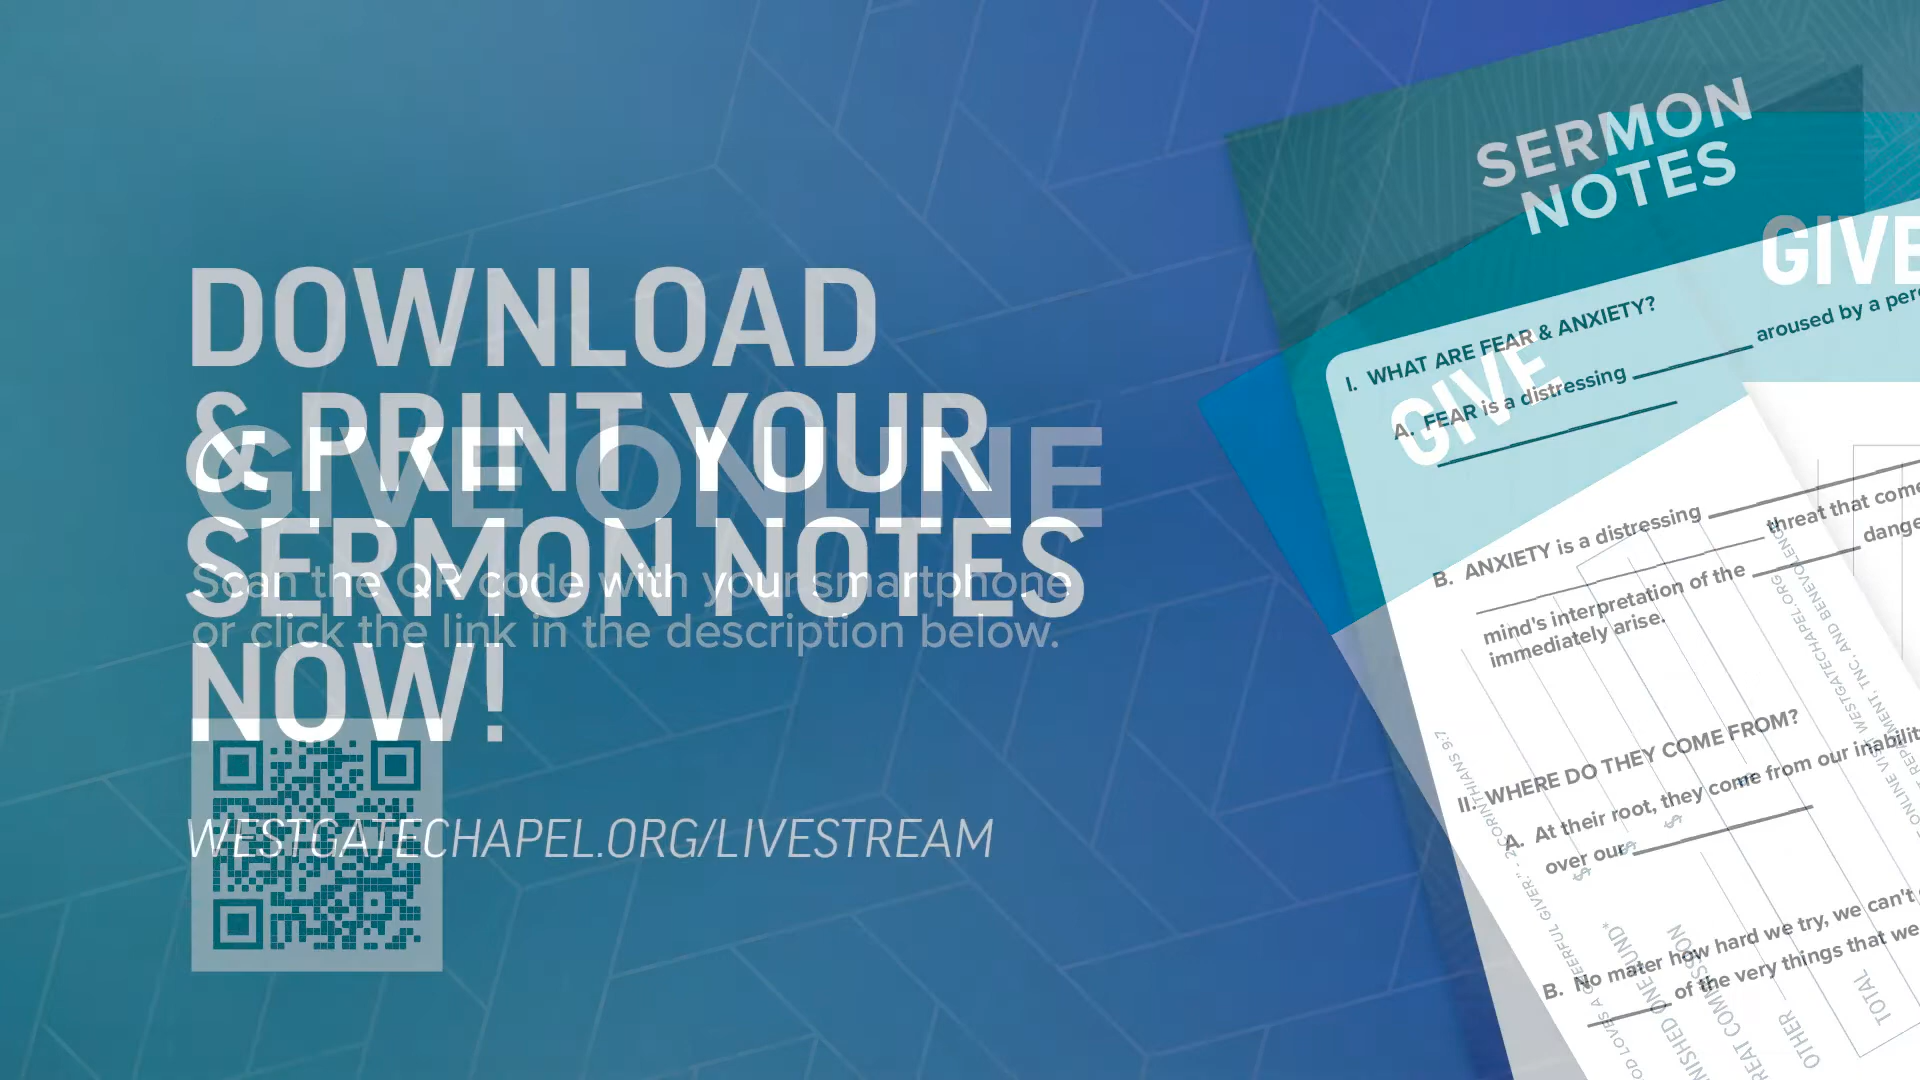 DOWNLOAD
& PRINT YOUR
SERMON NOTES
NOW!
WESTGATECHAPEL.ORG/LIVESTREAM
GIVE ONLINE
Scan the QR code with your smartphone
or click the link in the description below.
SERMON
NOTES
I. WHAT ARE FEAR & ANXIETY?
A. FEAR is a distressing aroused by a
B. ANXIETY is a distressing
threat that come
mind's interpretation of the
immediately arise.
II. WHERE DO THEY COME FROM?
A. At their root, they come from our
over our
B. No mater how hard we try, we can't
of the very things that we
GIVE
GIVE
2 CORINTHIANS 9:7
TOTAL
OTHER